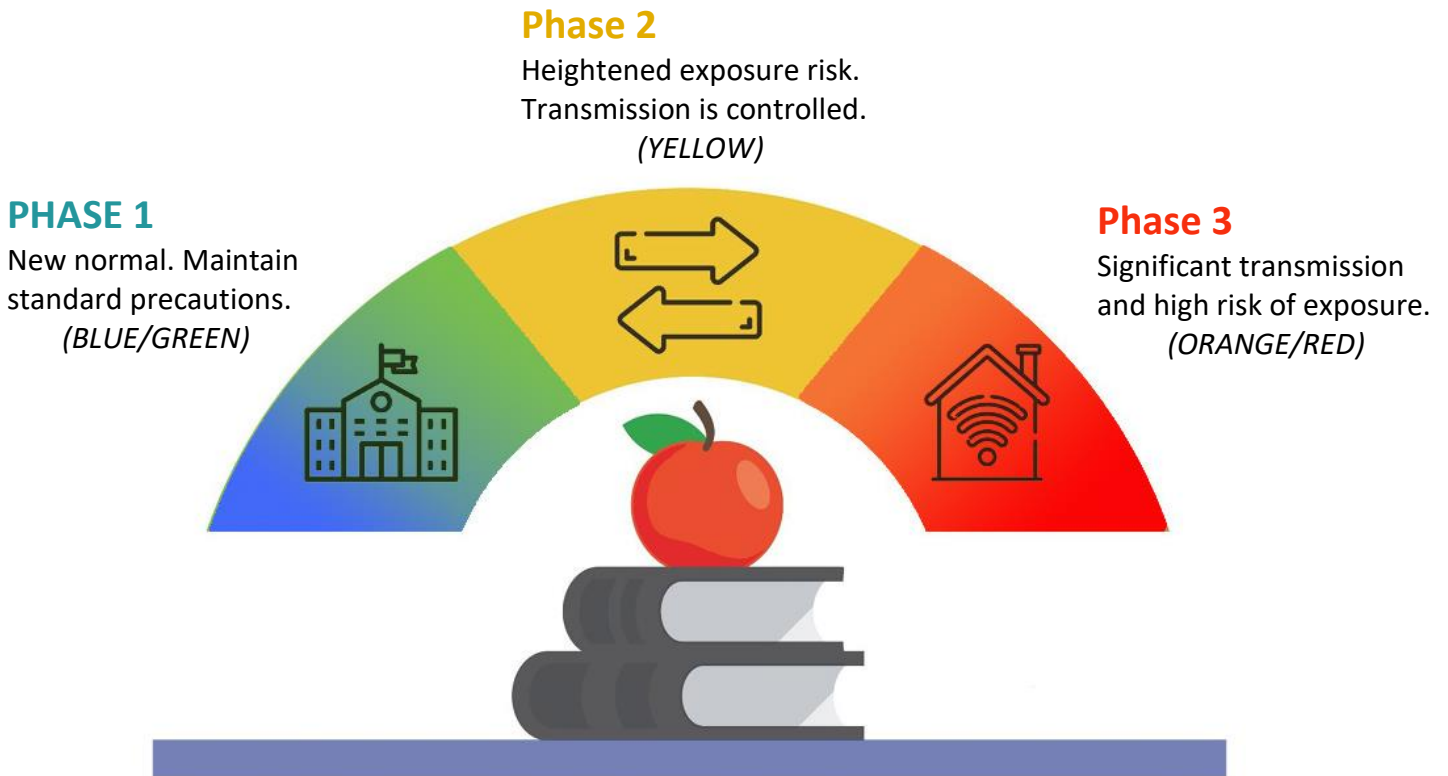 Phase 2
Heightened exposure risk.
Transmission is controlled.
(YELLOW)
PHASE 1
New normal. Maintain
standard precautions.
(BLUE/GREEN)
Phase 3
Significant transmission
and high risk of exposure.
(ORANGE/RED)